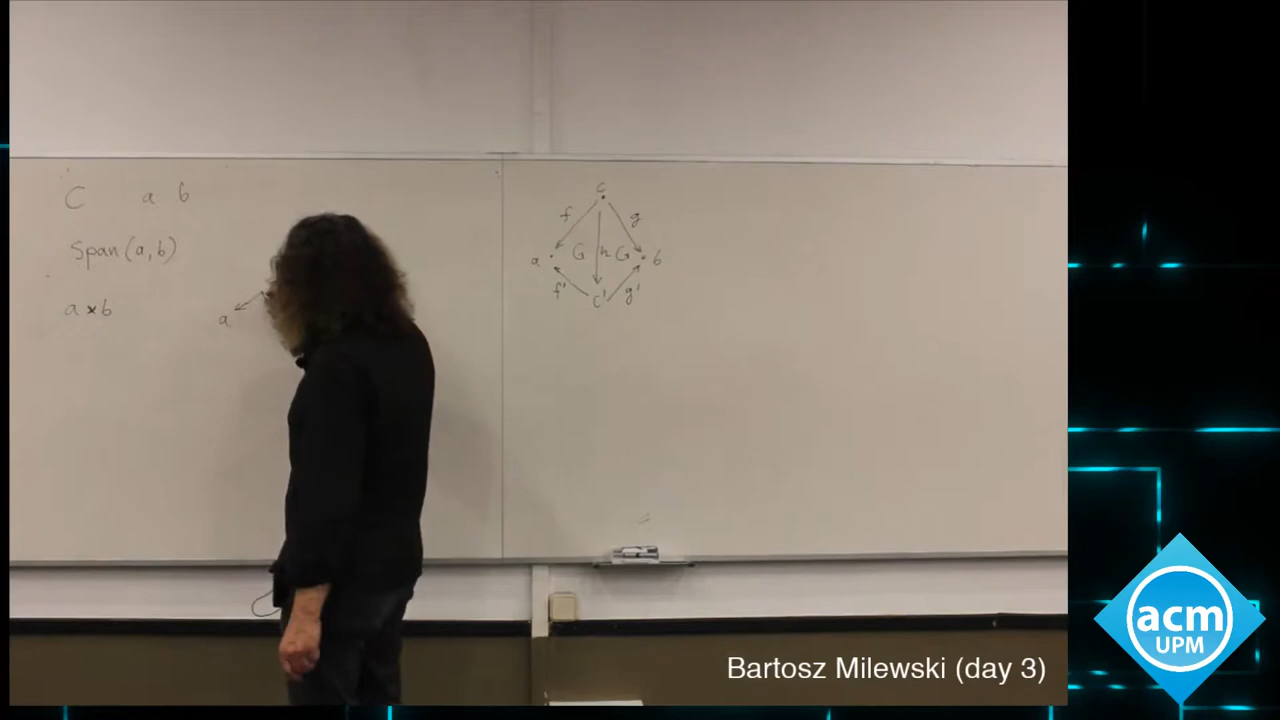 C a b
Span(a,b)
a×b
a
c
f g
a G h G b
f' g'
c'
acm
UPM
Bartosz Milewski (day 3)